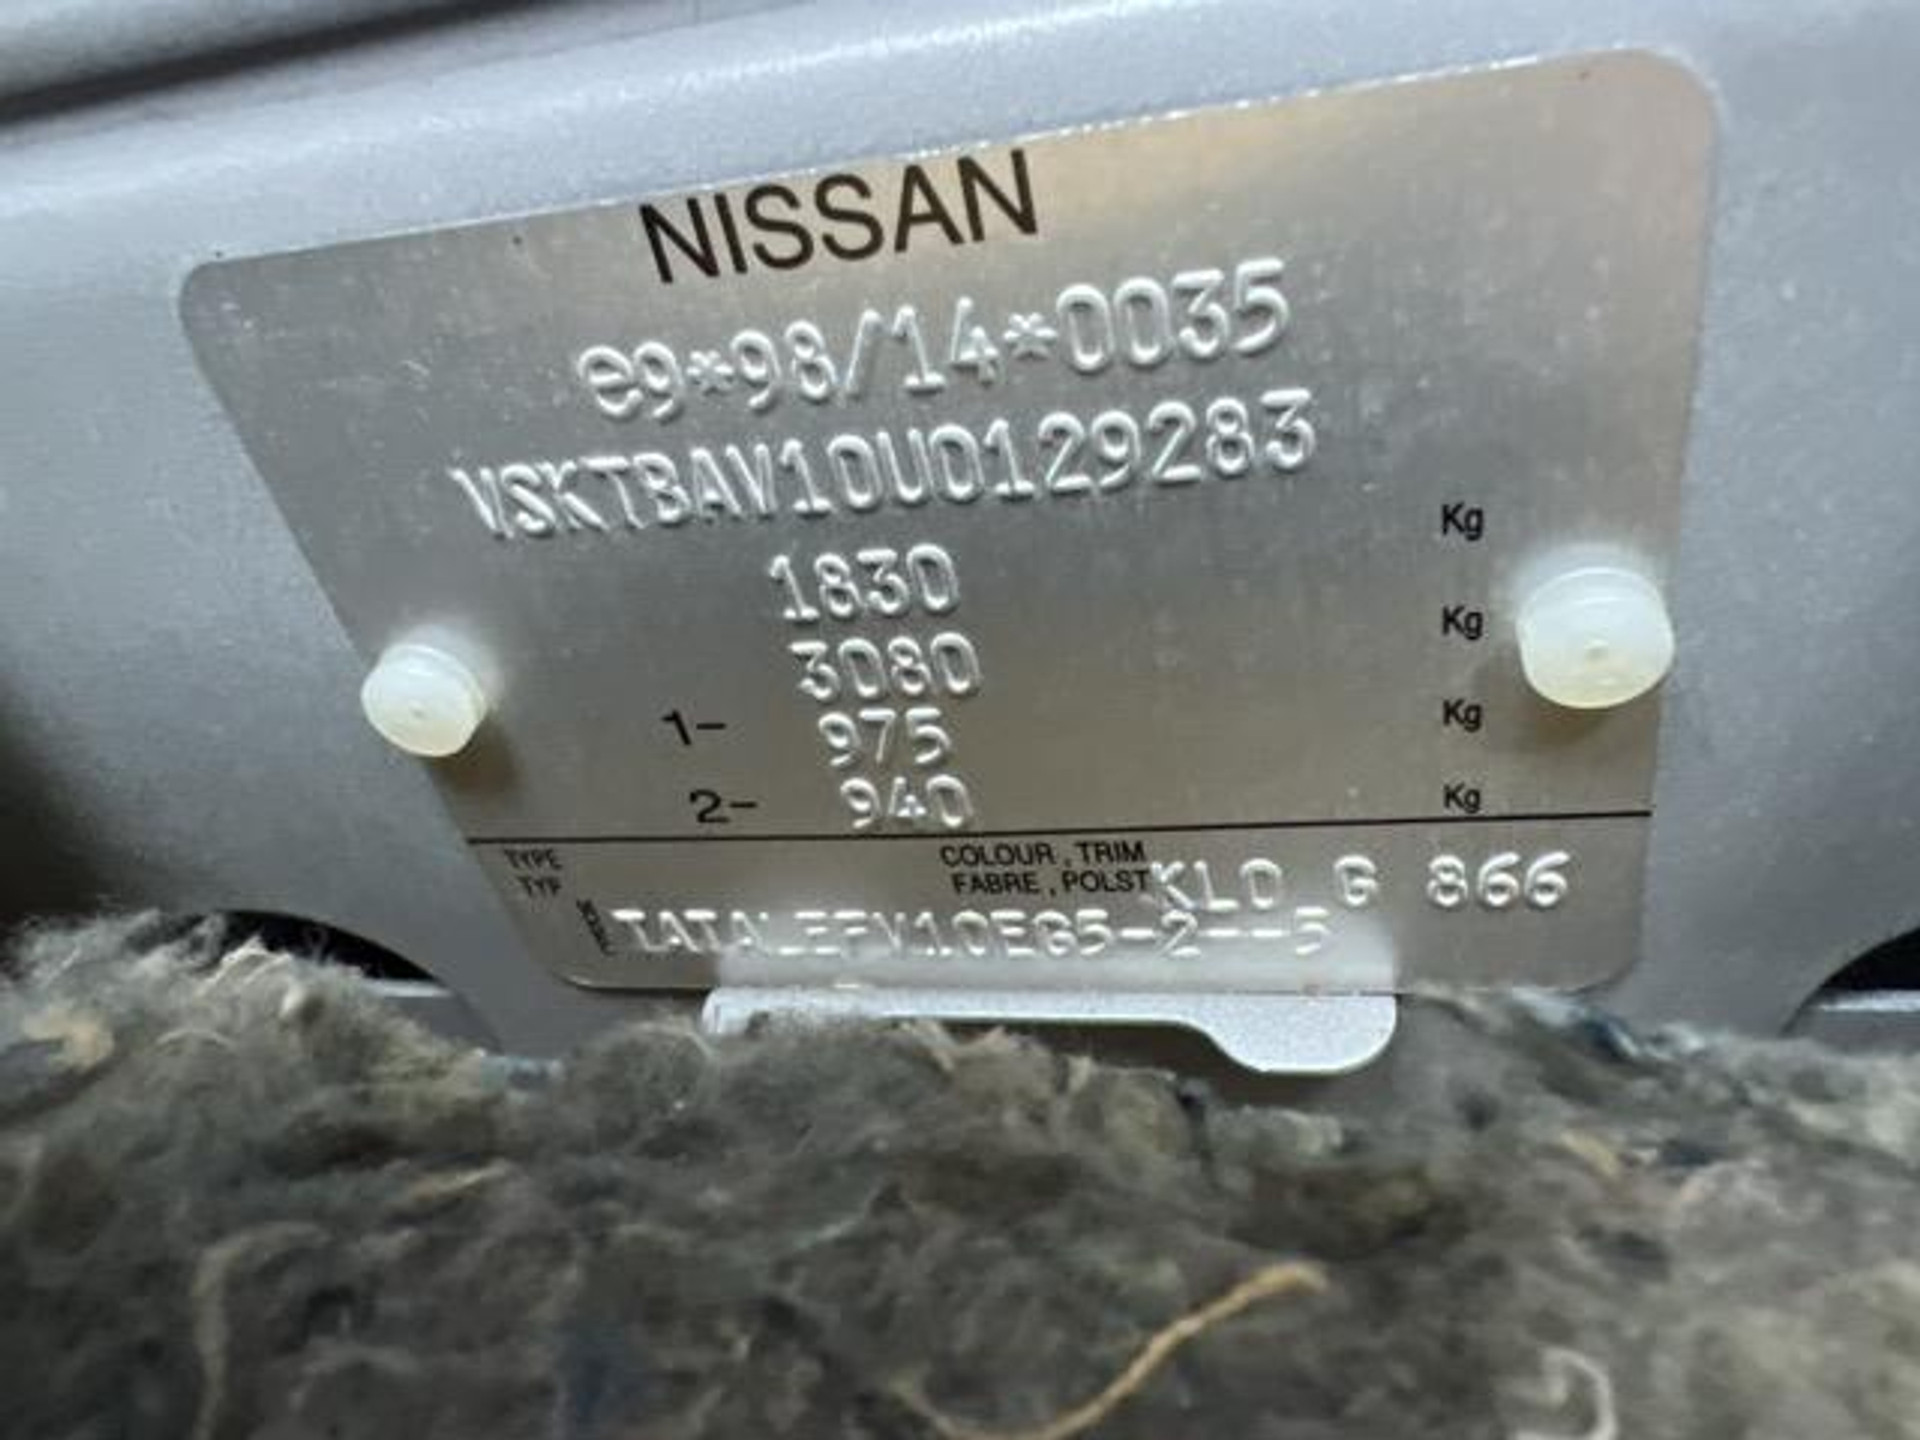 NISSAN
e9*98/14*0035
VSKTBAV10U0129283
1830 Kg
3080 Kg
1- 975 Kg
2- 940 Kg
TYPE COLOUR , TRIM
TYP FABRE , POLST KL0 G 866